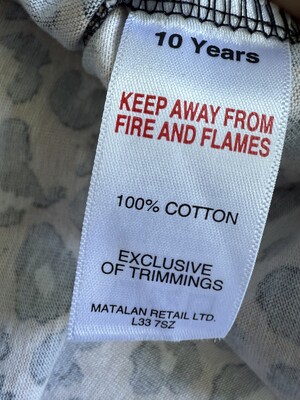 10 Years
KEEP AWAY FROM
FIRE AND FLAMES
100% COTTON
EXCLUSIVE
OF TRIMMINGS
MATALAN RETAIL LTD.
L33 7SZ